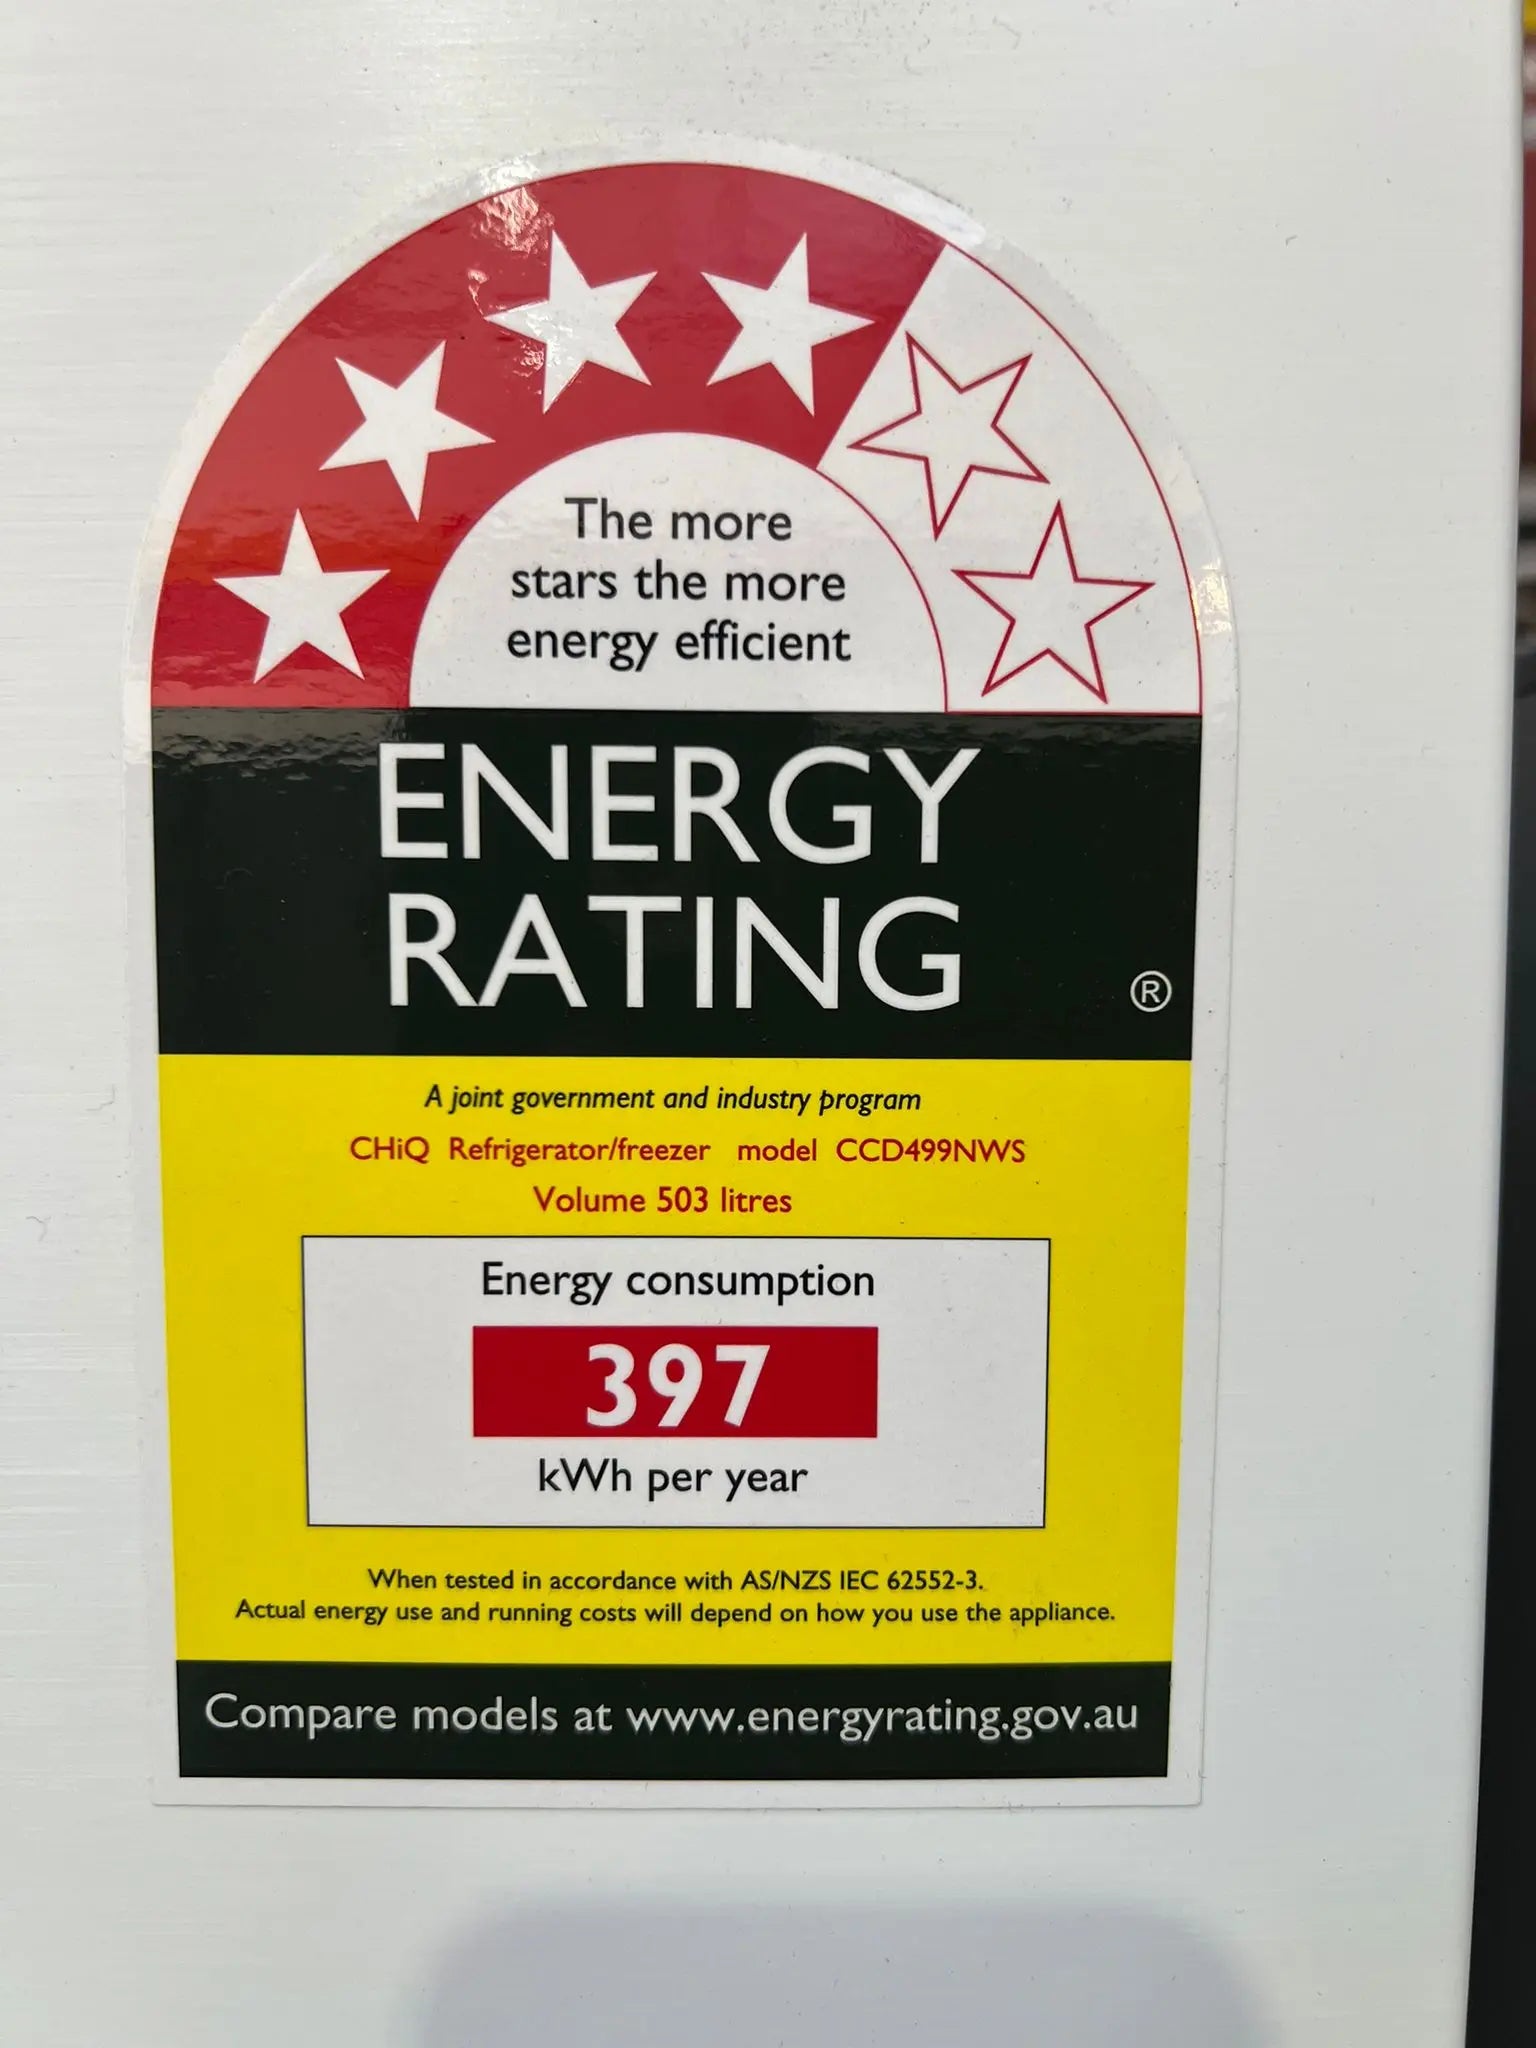 The more
stars the more
energy efficient
ENERGY
RATING
®
A joint government and industry program
CHiQ Refrigerator/freezer model CCD499NWS
Volume 503 litres
Energy consumption
397
kWh per year
When tested in accordance with AS/NZS IEC 62552-3.
Actual energy use and running costs will depend on how you use the appliance.
Compare models at www.energyrating.gov.au